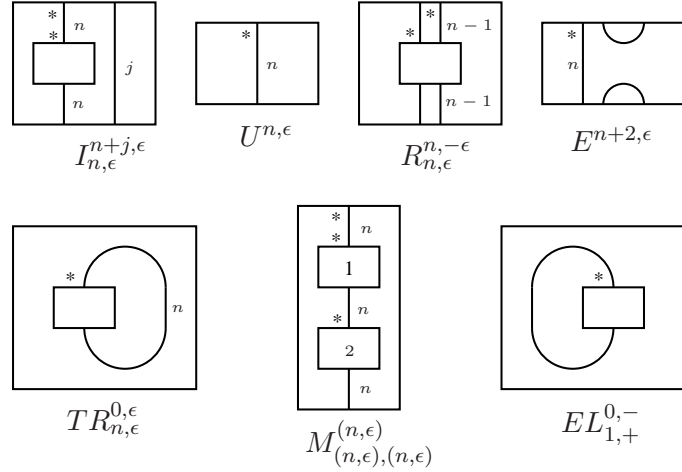 * n * j n
* n
* n − 1 * n − 1
* n
I_{n,ϵ}^{n+j,ϵ} U^{n,ϵ} R_{n,ϵ}^{n,−ϵ} E^{n+2,ϵ}
* n
* n * 1 n * 2 n
*
TR_{n,ϵ}^{0,ϵ} M_{(n,ϵ),(n,ϵ)}^{(n,ϵ)} EL_{1,+}^{0,−}